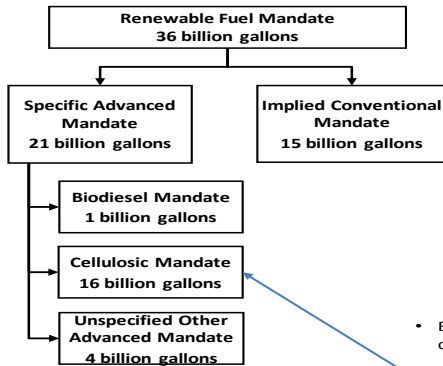 Renewable Fuel Mandate
36 billion gallons
Specific Advanced
Mandate
21 billion gallons
Implied Conventional
Mandate
15 billion gallons
Biodiesel Mandate
1 billion gallons
Cellulosic Mandate
16 billion gallons
Unspecified Other
Advanced Mandate
4 billion gallons